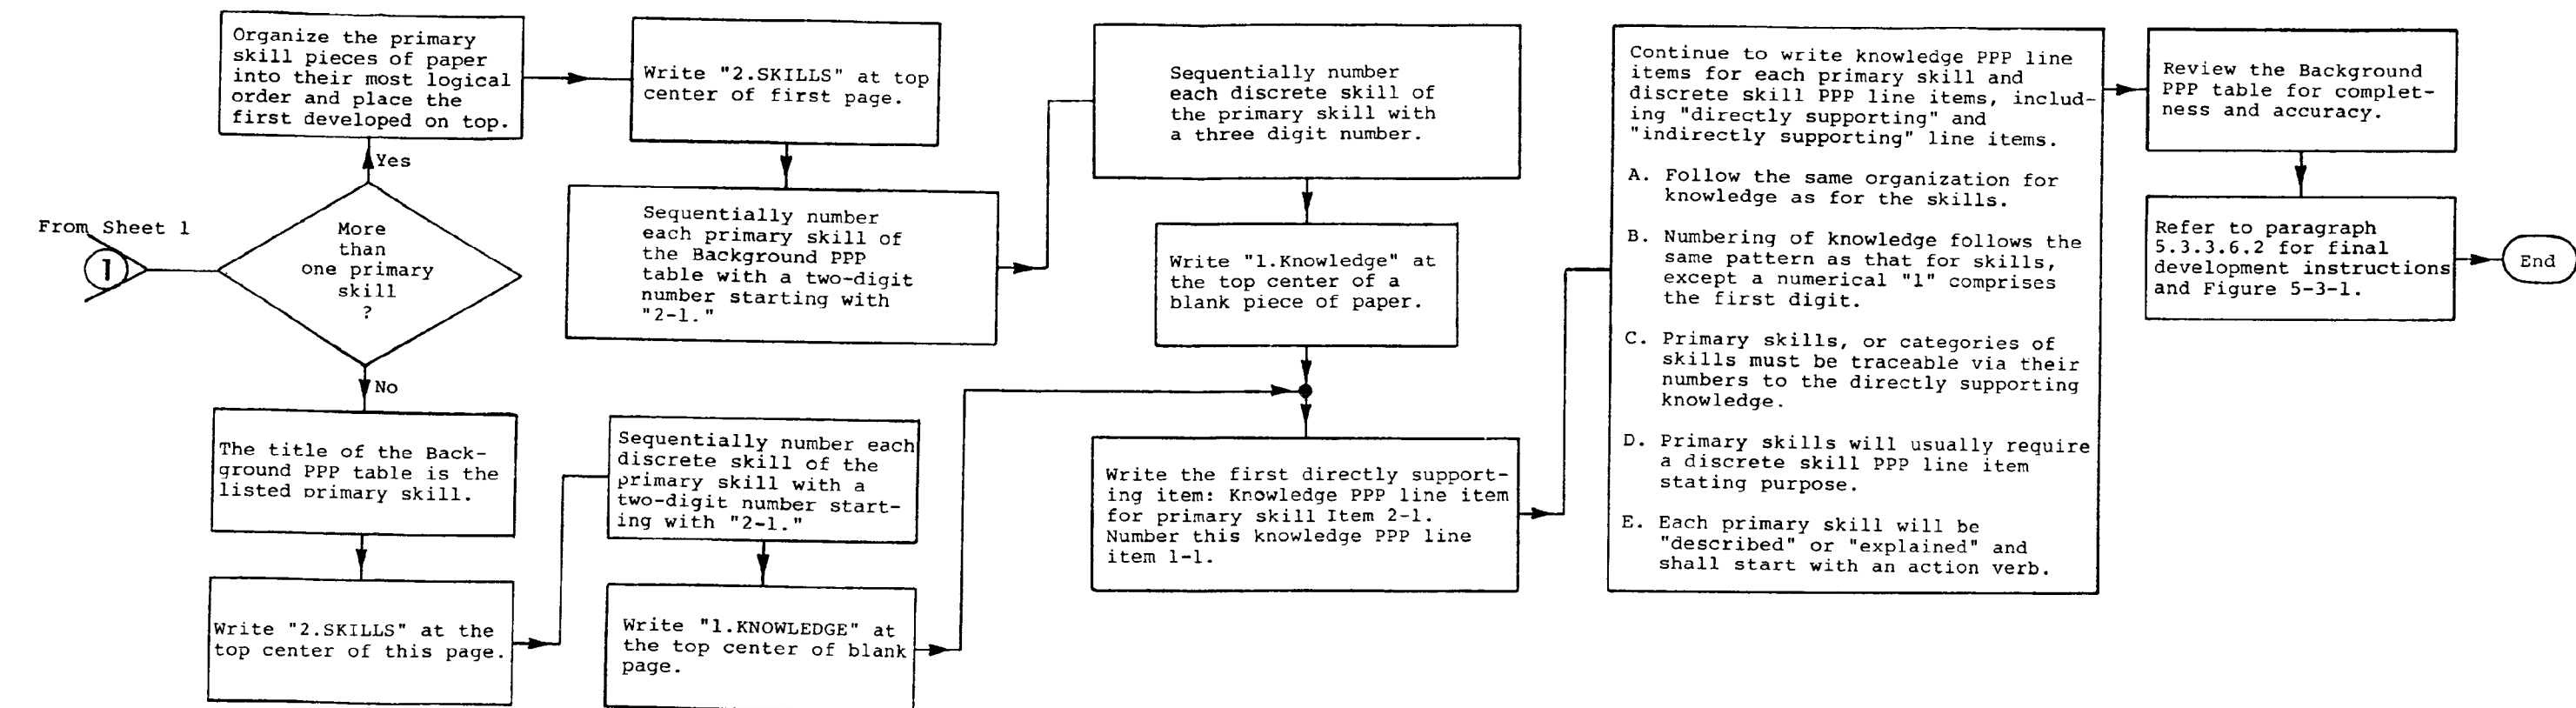 From Sheet 1
1
More
than
one primary
skill
?
Yes
Organize the primary
skill pieces of paper
into their most logical
order and place the
first developed on top.
Write "2.SKILLS" at top
center of first page.
Sequentially number
each primary skill of
the Background PPP
table with a two-digit
number starting with
"2-1."
Sequentially number
each discrete skill of
the primary skill with
a three digit number.
Write "1.Knowledge" at
the top center of a
blank piece of paper.
No
The title of the Back-
ground PPP table is the
listed primary skill.
Write "2.SKILLS" at the
top center of this page.
Sequentially number each
discrete skill of the
primary skill with a
two-digit number start-
ing with "2-1."
Write "1.KNOWLEDGE" at
the top center of blank
page.
Write the first directly support-
ing item: Knowledge PPP line item
for primary skill Item 2-1.
Number this knowledge PPP line
item 1-1.
Continue to write knowledge PPP line
items for each primary skill and
discrete skill PPP line items, includ-
ing "directly supporting" and
"indirectly supporting" line items.
A. Follow the same organization for
knowledge as for the skills.
B. Numbering of knowledge follows the
same pattern as that for skills,
except a numerical "1" comprises
the first digit.
C. Primary skills, or categories of
skills must be traceable via their
numbers to the directly supporting
knowledge.
D. Primary skills will usually require
a discrete skill PPP line item
stating purpose.
E. Each primary skill will be
"described" or "explained" and
shall start with an action verb.
Review the Background
PPP table for complet-
ness and accuracy.
Refer to paragraph
5.3.3.6.2 for final
development instructions
and Figure 5-3-1.
End